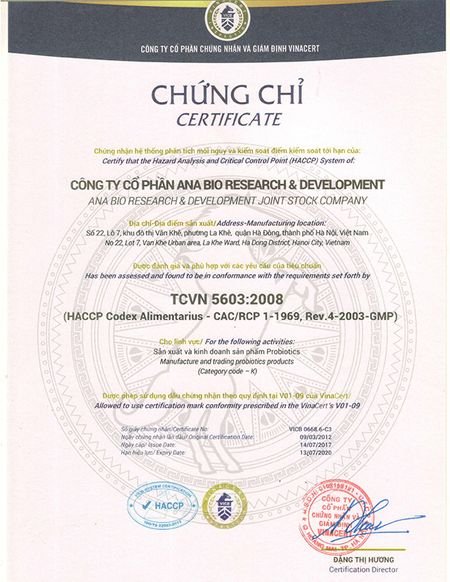 CÔNG TY CỔ PHẦN CHỨNG NHẬN VÀ GIÁM ĐỊNH VINACERT
CHỨNG CHỈ
CERTIFICATE
Chứng nhận hệ thống phân tích mối nguy và kiểm soát điểm kiểm soát tới hạn của:
Certify that the Hazard Analysis and Critical Control Point (HACCP) System of:
CÔNG TY CỔ PHẦN ANA BIO RESEARCH & DEVELOPMENT
ANA BIO RESEARCH & DEVELOPMENT JOINT STOCK COMPANY
Địa chỉ-Địa điểm sản xuất/ Address-Manufacturing location:
Số 22, Lô 7, khu đô thị Văn Khê, phường La Khê, quận Hà Đông, thành phố Hà Nội, Việt Nam
No 22, Lot 7, Van Khe Urban area, La Khe Ward, Ha Dong District, Hanoi City, Vietnam
Được đánh giá và phù hợp với các yêu cầu của tiêu chuẩn
Has been assessed and found to be in conformance with the requirements set forth by
TCVN 5603:2008
(HACCP Codex Alimentarius - CAC/RCP 1-1969, Rev.4-2003-GMP)
Cho lĩnh vực/ For the following activities:
Sản xuất và kinh doanh sản phẩm Probiotics
Manufacture and trading probiotics products
(Category code – K)
Được phép sử dụng dấu chứng nhận theo quy định tại V01-09 của VinaCert
Allowed to use certification mark conformity prescribed in the VinaCert's V01-09
Số giấy chứng nhận/Certificate No: VICB 0668.6-C3
Ngày chứng nhận lần đầu/ Original Certification Date: 09/03/2012
Ngày cấp/ Issue Date: 14/07/2017
Hạn hiệu lực/ Expiry Date: 13/07/2020
HACCP
CÔNG TY
CỔ PHẦN
CHỨNG NHẬN VÀ
GIÁM ĐỊNH
VINACERT
ĐẶNG THỊ HƯƠNG
Certification Director